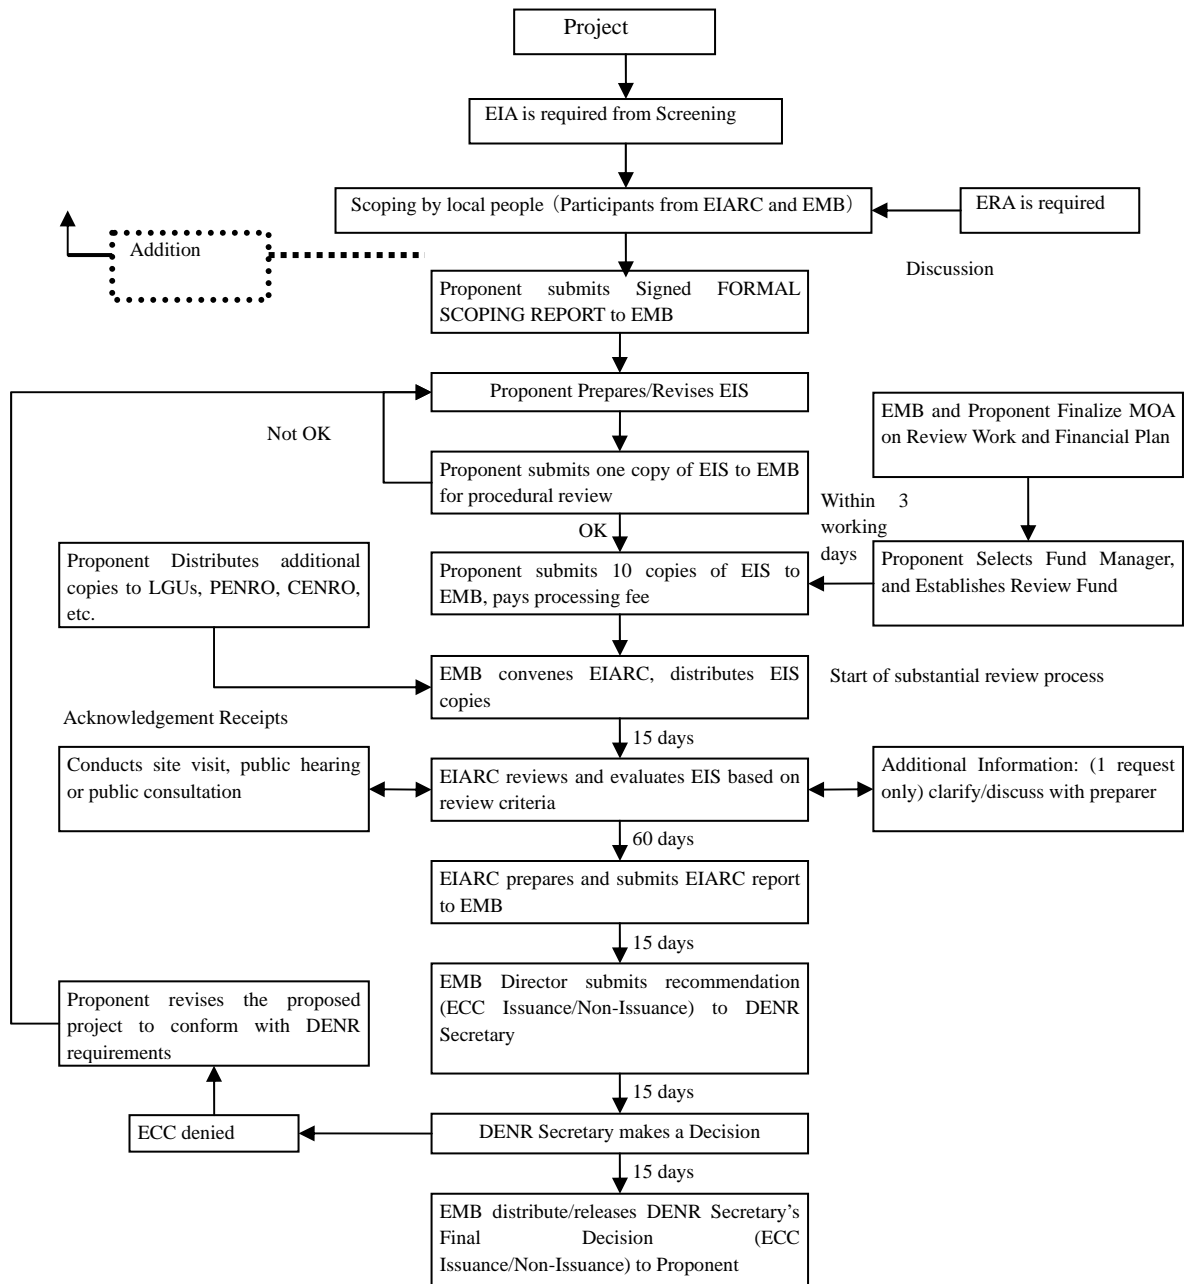 Project
EIA is required from Screening
Scoping by local people（Participants from EIARC and EMB）
ERA is required
Addition
Discussion
Proponent submits Signed FORMAL
SCOPING REPORT to EMB
Proponent Prepares/Revises EIS
EMB and Proponent Finalize MOA
on Review Work and Financial Plan
Not OK
Proponent submits one copy of EIS to EMB
for procedural review
Within 3
working
days
OK
Proponent Distributes additional
copies to LGUs, PENRO, CENRO,
etc.
Proponent submits 10 copies of EIS to
EMB, pays processing fee
Proponent Selects Fund Manager,
and Establishes Review Fund
EMB convenes EIARC, distributes EIS
copies
Start of substantial review process
Acknowledgement Receipts
15 days
Conducts site visit, public hearing
or public consultation
EIARC reviews and evaluates EIS based on
review criteria
Additional Information: (1 request
only) clarify/discuss with preparer
60 days
EIARC prepares and submits EIARC report
to EMB
15 days
EMB Director submits recommendation
(ECC Issuance/Non-Issuance) to DENR
Secretary
Proponent revises the proposed
project to conform with DENR
requirements
15 days
ECC denied
DENR Secretary makes a Decision
15 days
EMB distribute/releases DENR Secretary's
Final Decision (ECC
Issuance/Non-Issuance) to Proponent